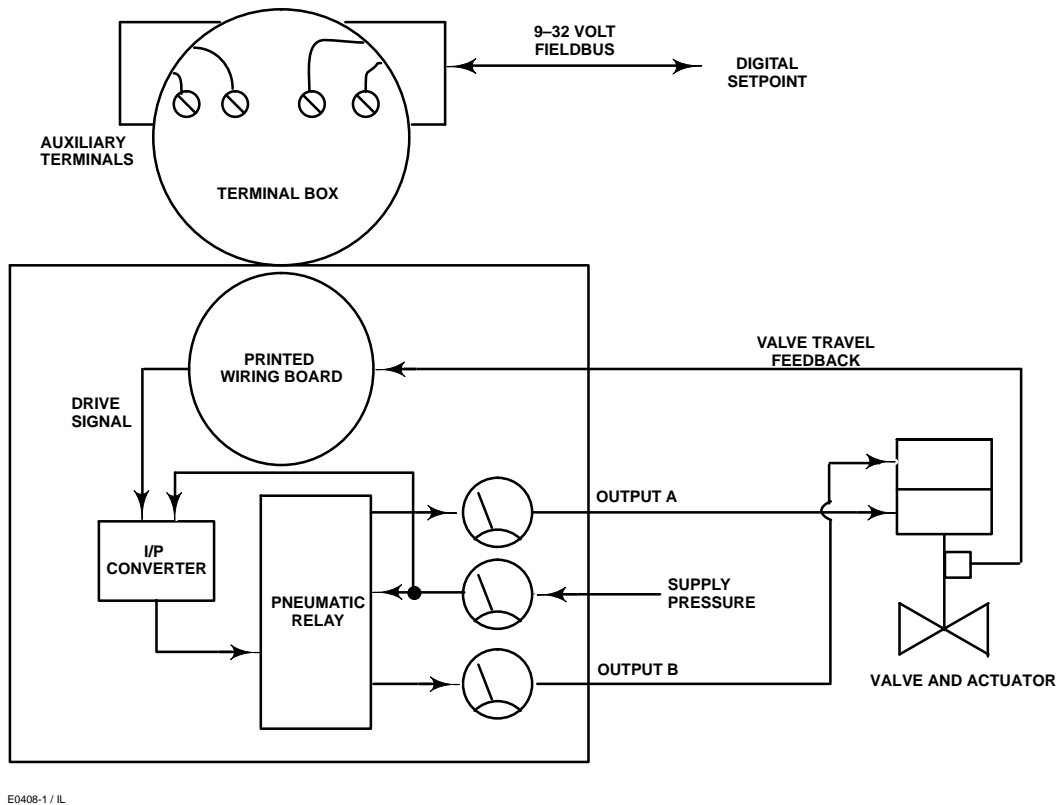 9–32 VOLT
FIELDBUS
DIGITAL
SETPOINT
AUXILIARY
TERMINALS
TERMINAL BOX
PRINTED
WIRING BOARD
VALVE TRAVEL
FEEDBACK
DRIVE
SIGNAL
OUTPUT A
I/P
CONVERTER
PNEUMATIC
RELAY
SUPPLY
PRESSURE
OUTPUT B
VALVE AND ACTUATOR
E0408-1 / IL